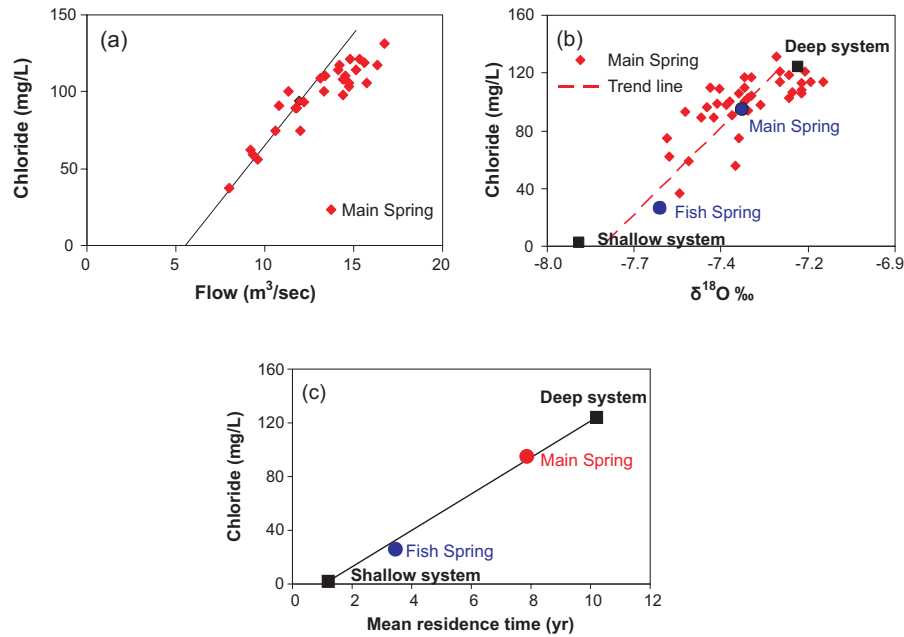 (a)
Chloride (mg/L)
150
100
50
0
0 5 10 15 20
Main Spring
Flow (m³/sec)
(b)
Chloride (mg/L)
160
120
80
40
0
-8.0 -7.7 -7.4 -7.2 -6.9
Main Spring
Trend line
Deep system
Main Spring
Fish Spring
Shallow system
δ¹⁸O ‰
(c)
Chloride (mg/L)
160
120
80
40
0
0 2 4 6 8 10 12
Deep system
Main Spring
Fish Spring
Shallow system
Mean residence time (yr)